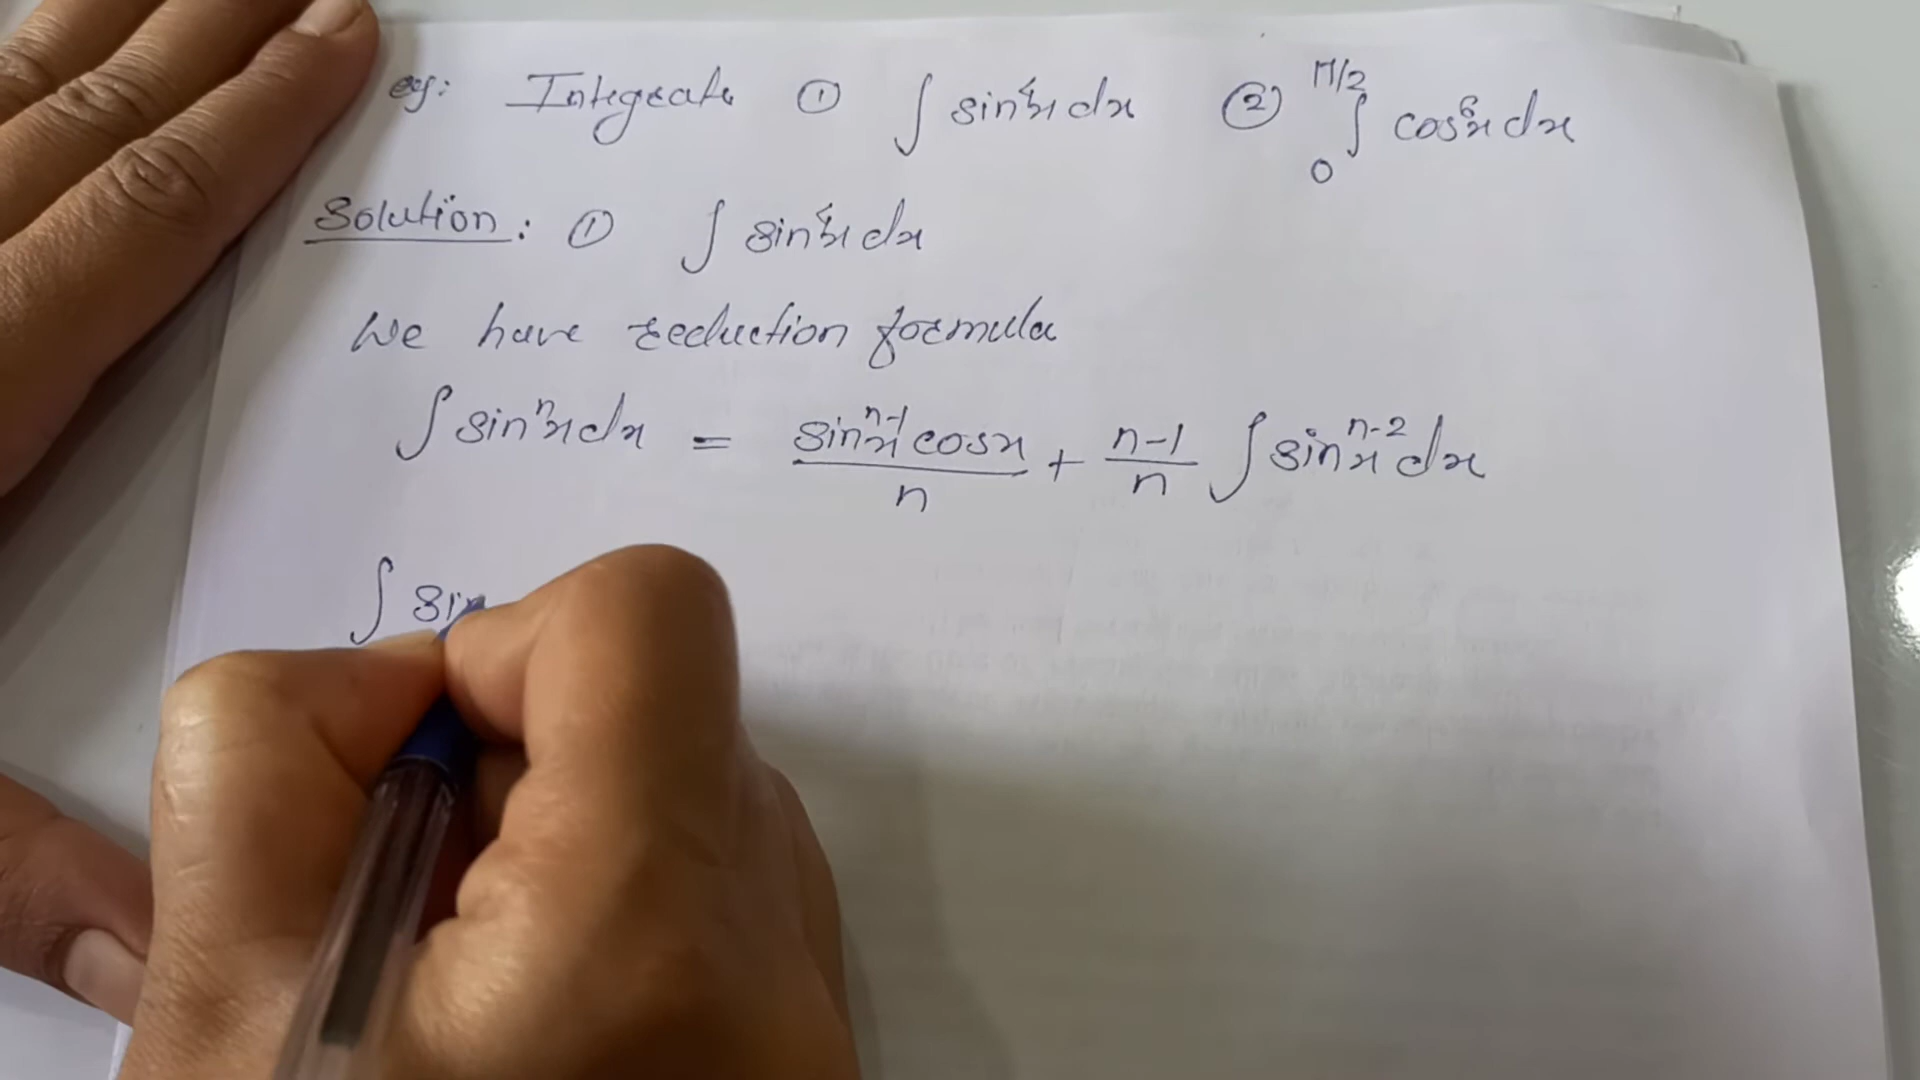 eg: Integrate ① ∫ sin⁴x dx ② ∫₀^π/2 cos⁶x dx
Solution: ① ∫ sin⁴x dx
We have reduction formula
∫ sinⁿx dx = sinⁿ⁻¹x cosx / n + n-1 / n ∫ sinⁿ⁻²x dx
∫ sin